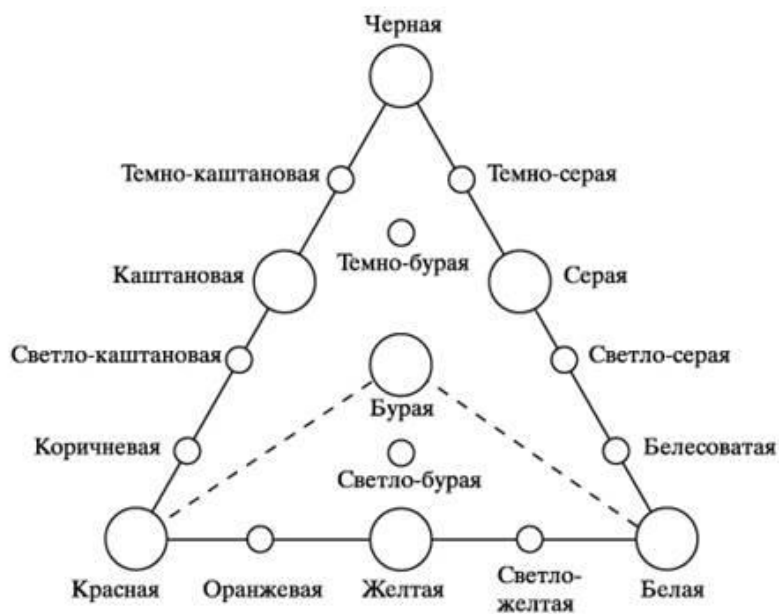 Черная
Темно-каштановая
Темно-серая
Темно-бурая
Каштановая
Серая
Светло-каштановая
Светло-серая
Бурая
Коричневая
Белесоватая
Светло-бурая
Красная
Оранжевая
Желтая
Светло-
желтая
Белая